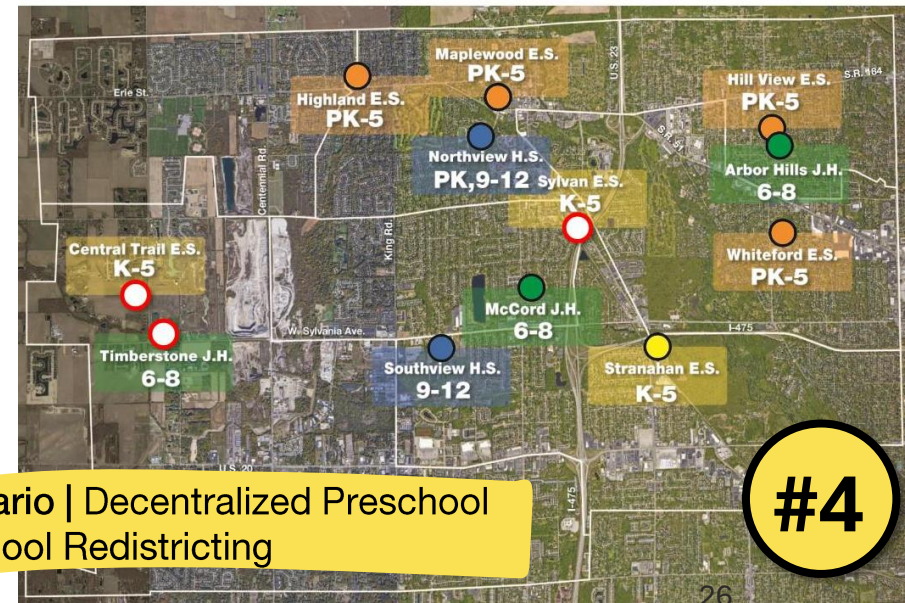 Maplewood E.S.
PK-5
U.S. 23
S.R. 184
Erie St.
Highland E.S.
PK-5
Hill View E.S.
PK-5
S.R. 51
Northview H.S.
PK,9-12
Arbor Hills J.H.
6-8
Centennial Rd.
Sylvan E.S.
K-5
King Rd.
Central Trail E.S.
K-5
Whiteford E.S.
PK-5
McCord J.H.
6-8
W. Sylvania Ave.
I-475
Timberstone J.H.
6-8
Southview H.S.
9-12
Stranahan E.S.
K-5
U.S. 20
I-475
ario | Decentralized Preschool
ool Redistricting
#4
26